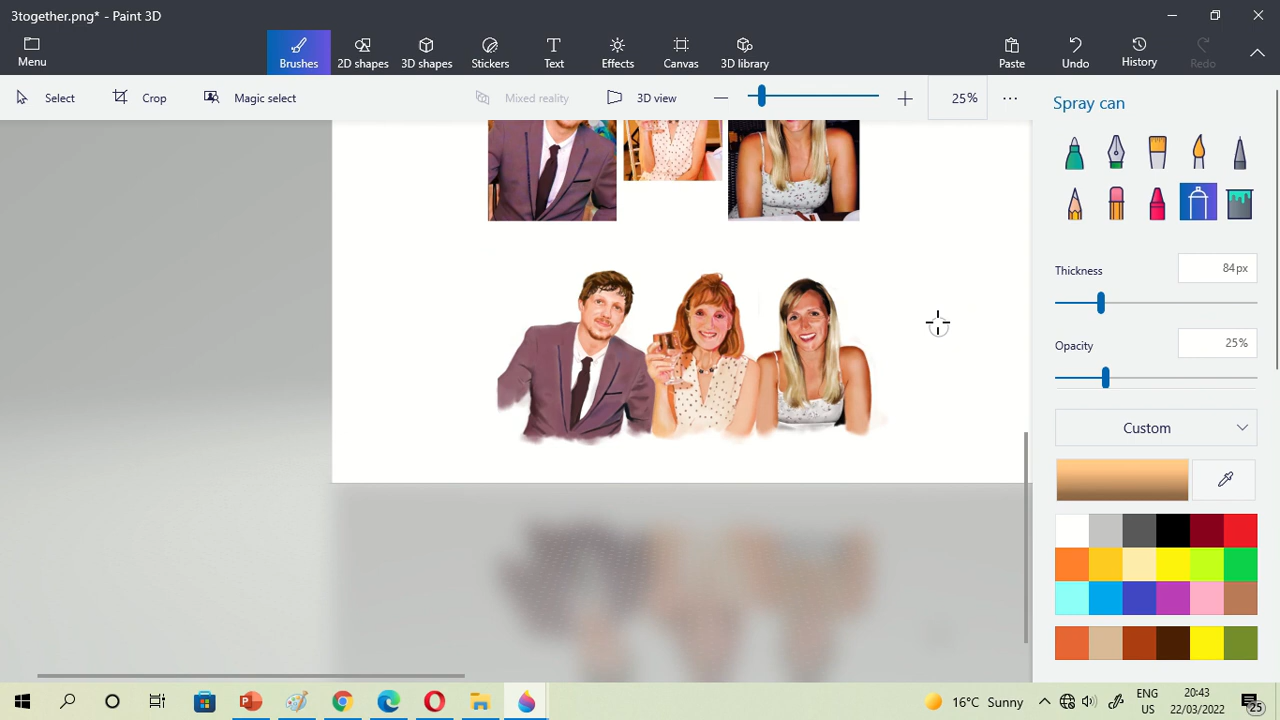 3together.png* - Paint 3D
Menu
Brushes
2D shapes
3D shapes
Stickers
Text
Effects
Canvas
3D library
Paste
Undo
History
Redo
Select
Crop
Magic select
Mixed reality
3D view
25%
Spray can
Thickness
84px
Opacity
25%
Custom
16°C Sunny
ENG
US
20:43
22/03/2022
25